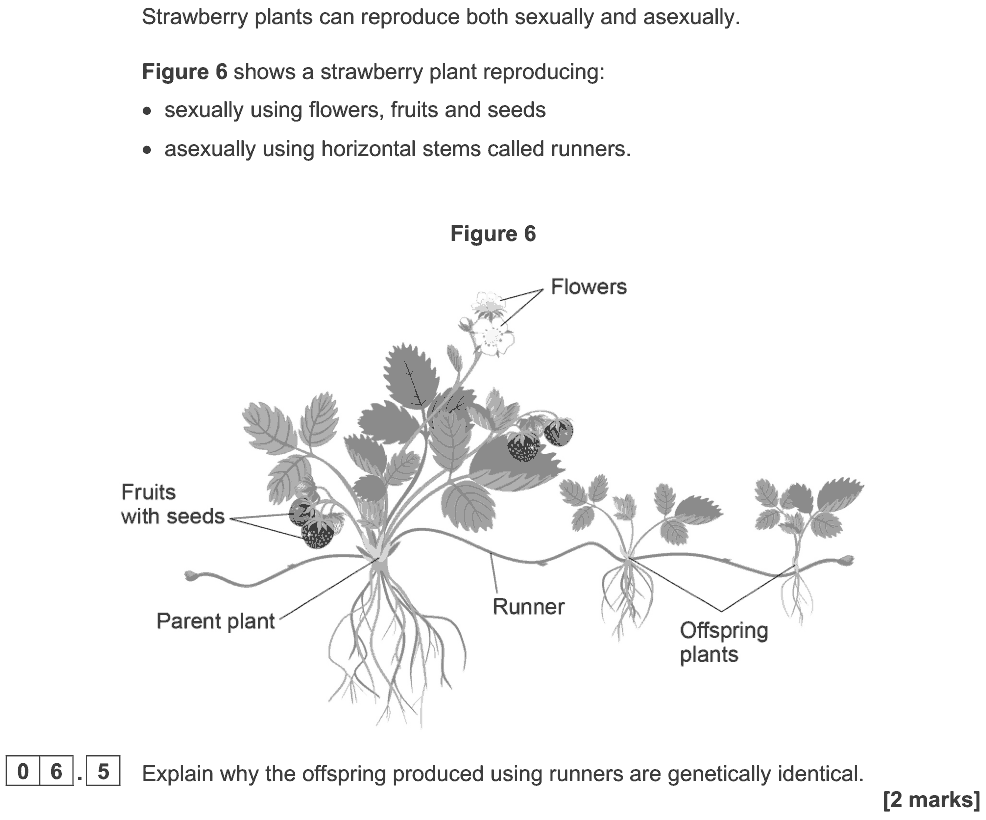 Strawberry plants can reproduce both sexually and asexually.
Figure 6 shows a strawberry plant reproducing:
• sexually using flowers, fruits and seeds
• asexually using horizontal stems called runners.
Figure 6
Flowers
Fruits
with seeds
Parent plant
Runner
Offspring
plants
0 6 . 5 Explain why the offspring produced using runners are genetically identical.
[2 marks]